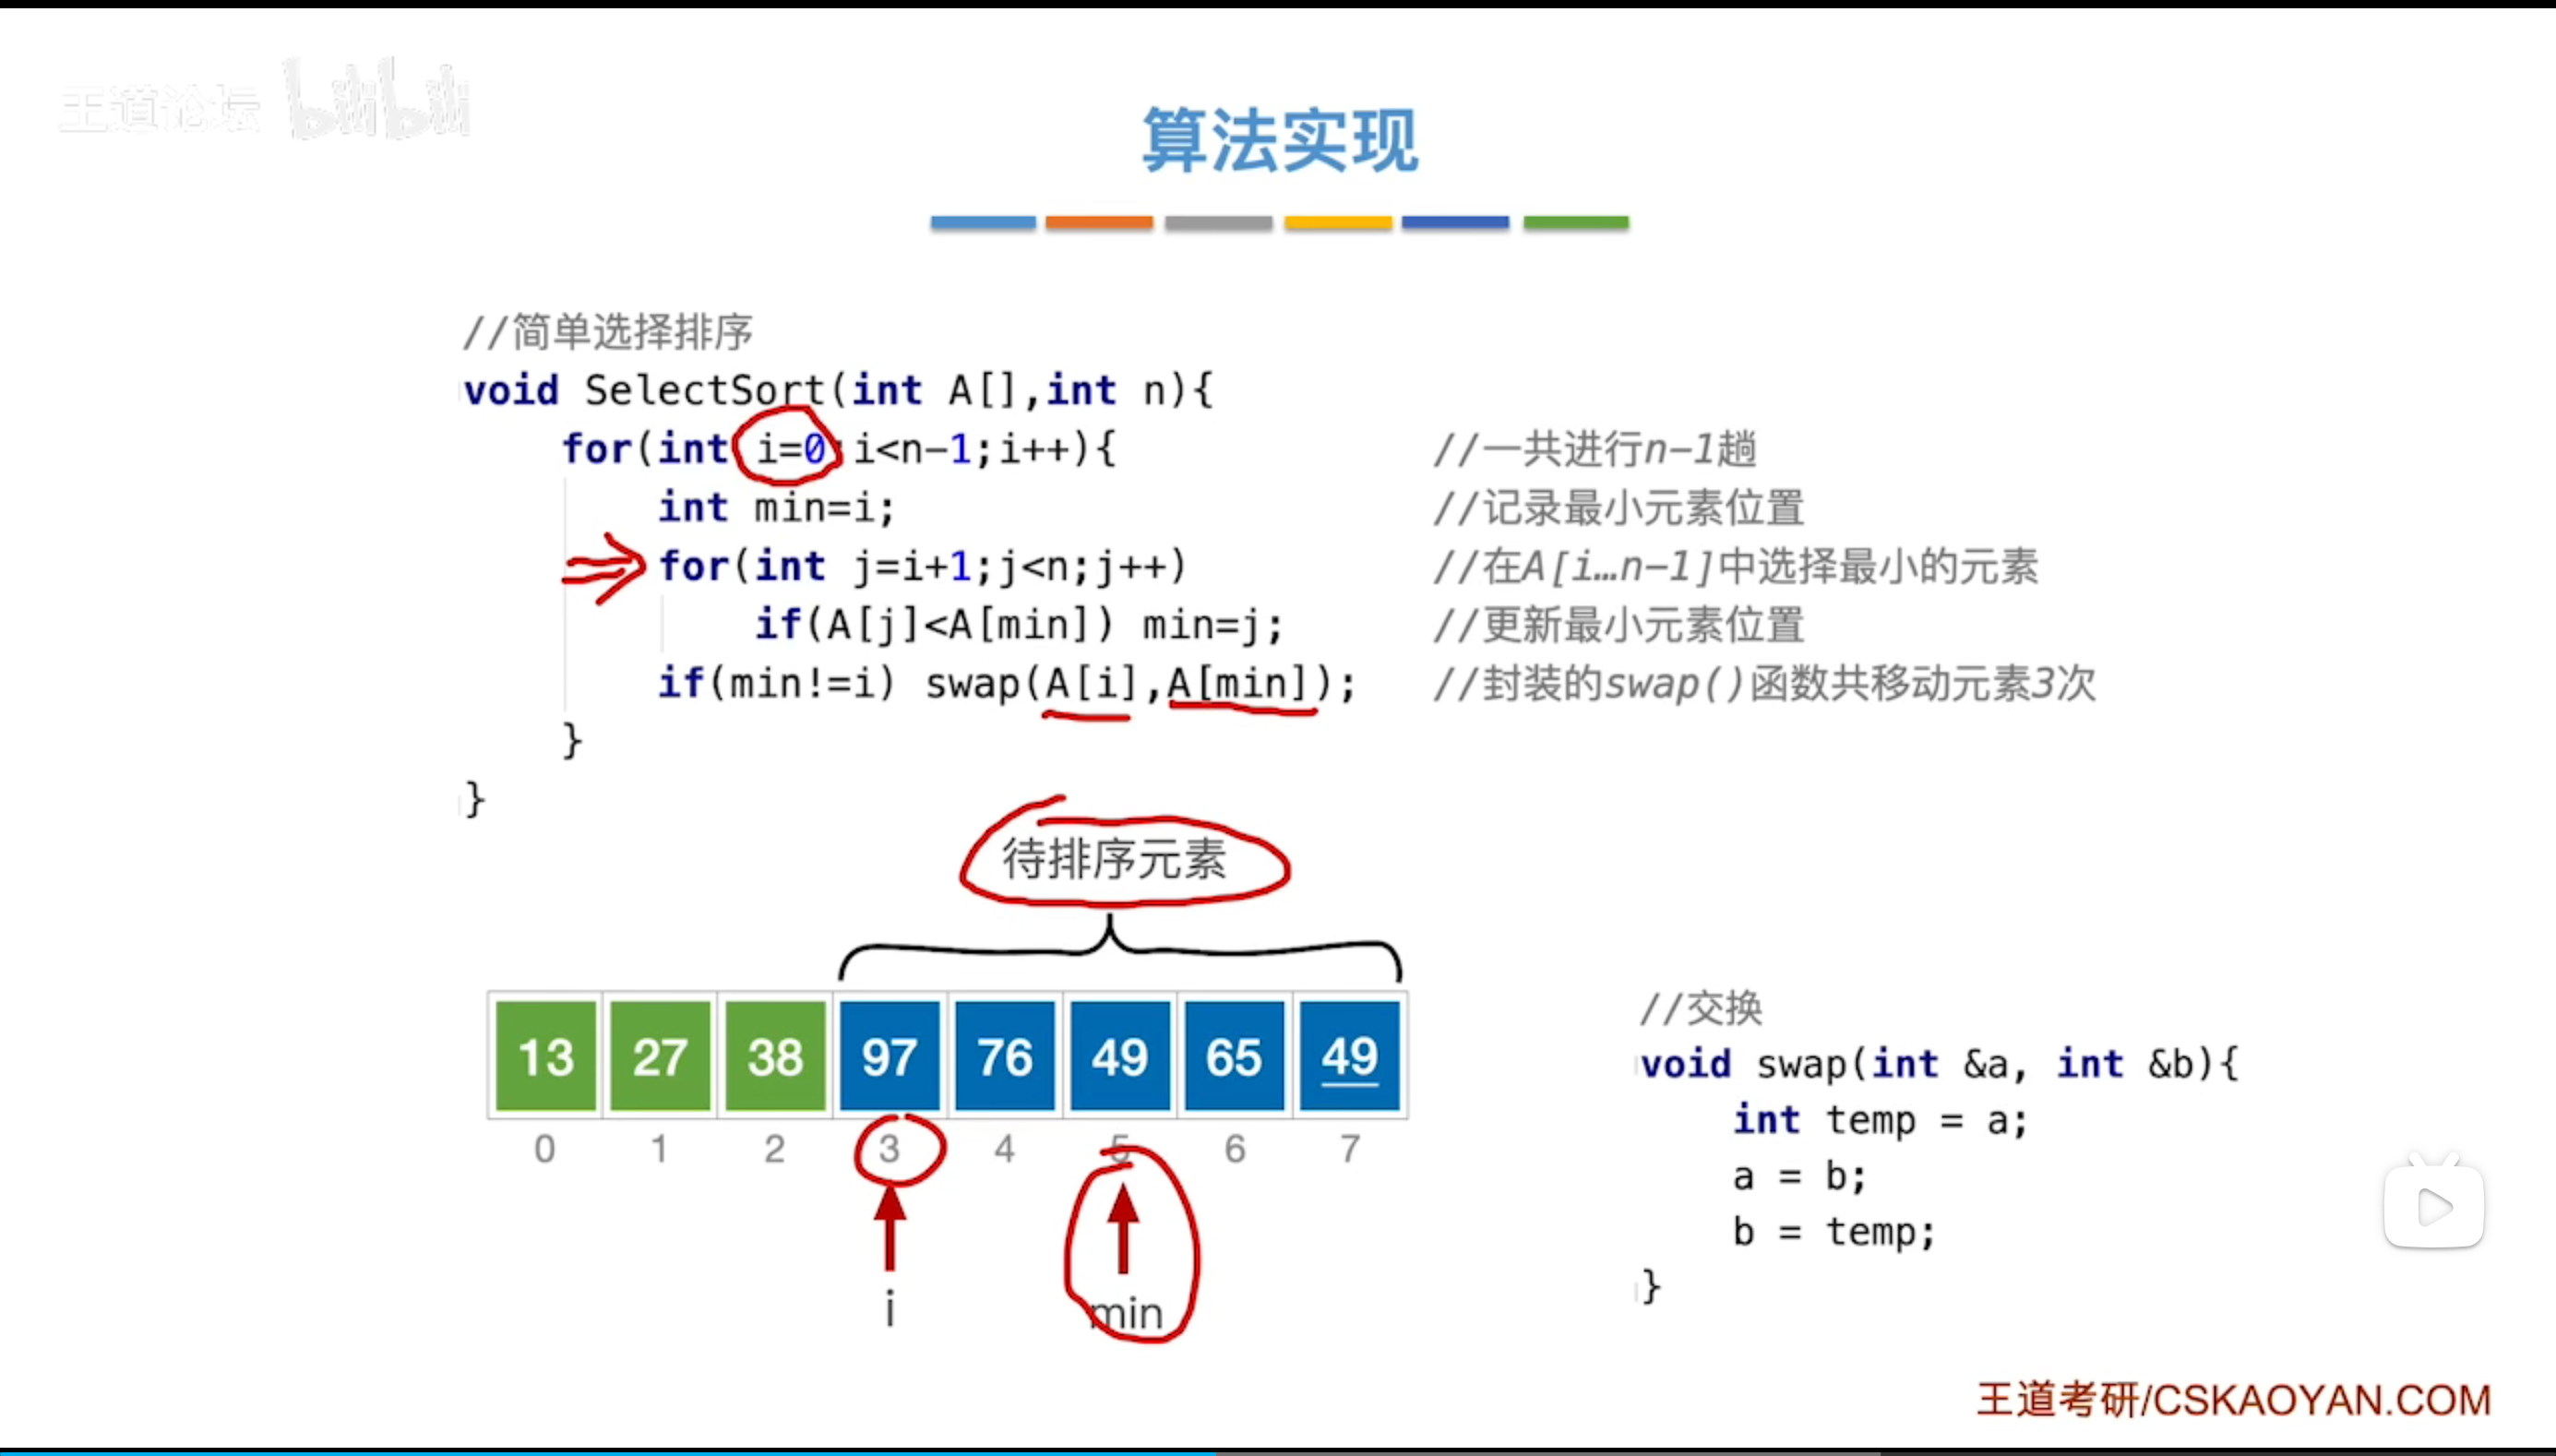 王道论坛 bilibili
算法实现
//简单选择排序
void SelectSort(int A[],int n){
for(int i=0;i<n-1;i++){ //一共进行n-1趟
int min=i; //记录最小元素位置
for(int j=i+1;j<n;j++) //在A[i…n-1]中选择最小的元素
if(A[j]<A[min]) min=j; //更新最小元素位置
if(min!=i) swap(A[i],A[min]); //封装的swap()函数共移动元素3次
}
}
待排序元素
13 27 38 97 76 49 65 49
0 1 2 3 4 5 6 7
i min
//交换
void swap(int &a, int &b){
int temp = a;
a = b;
b = temp;
}
王道考研/CSKAOYAN.COM